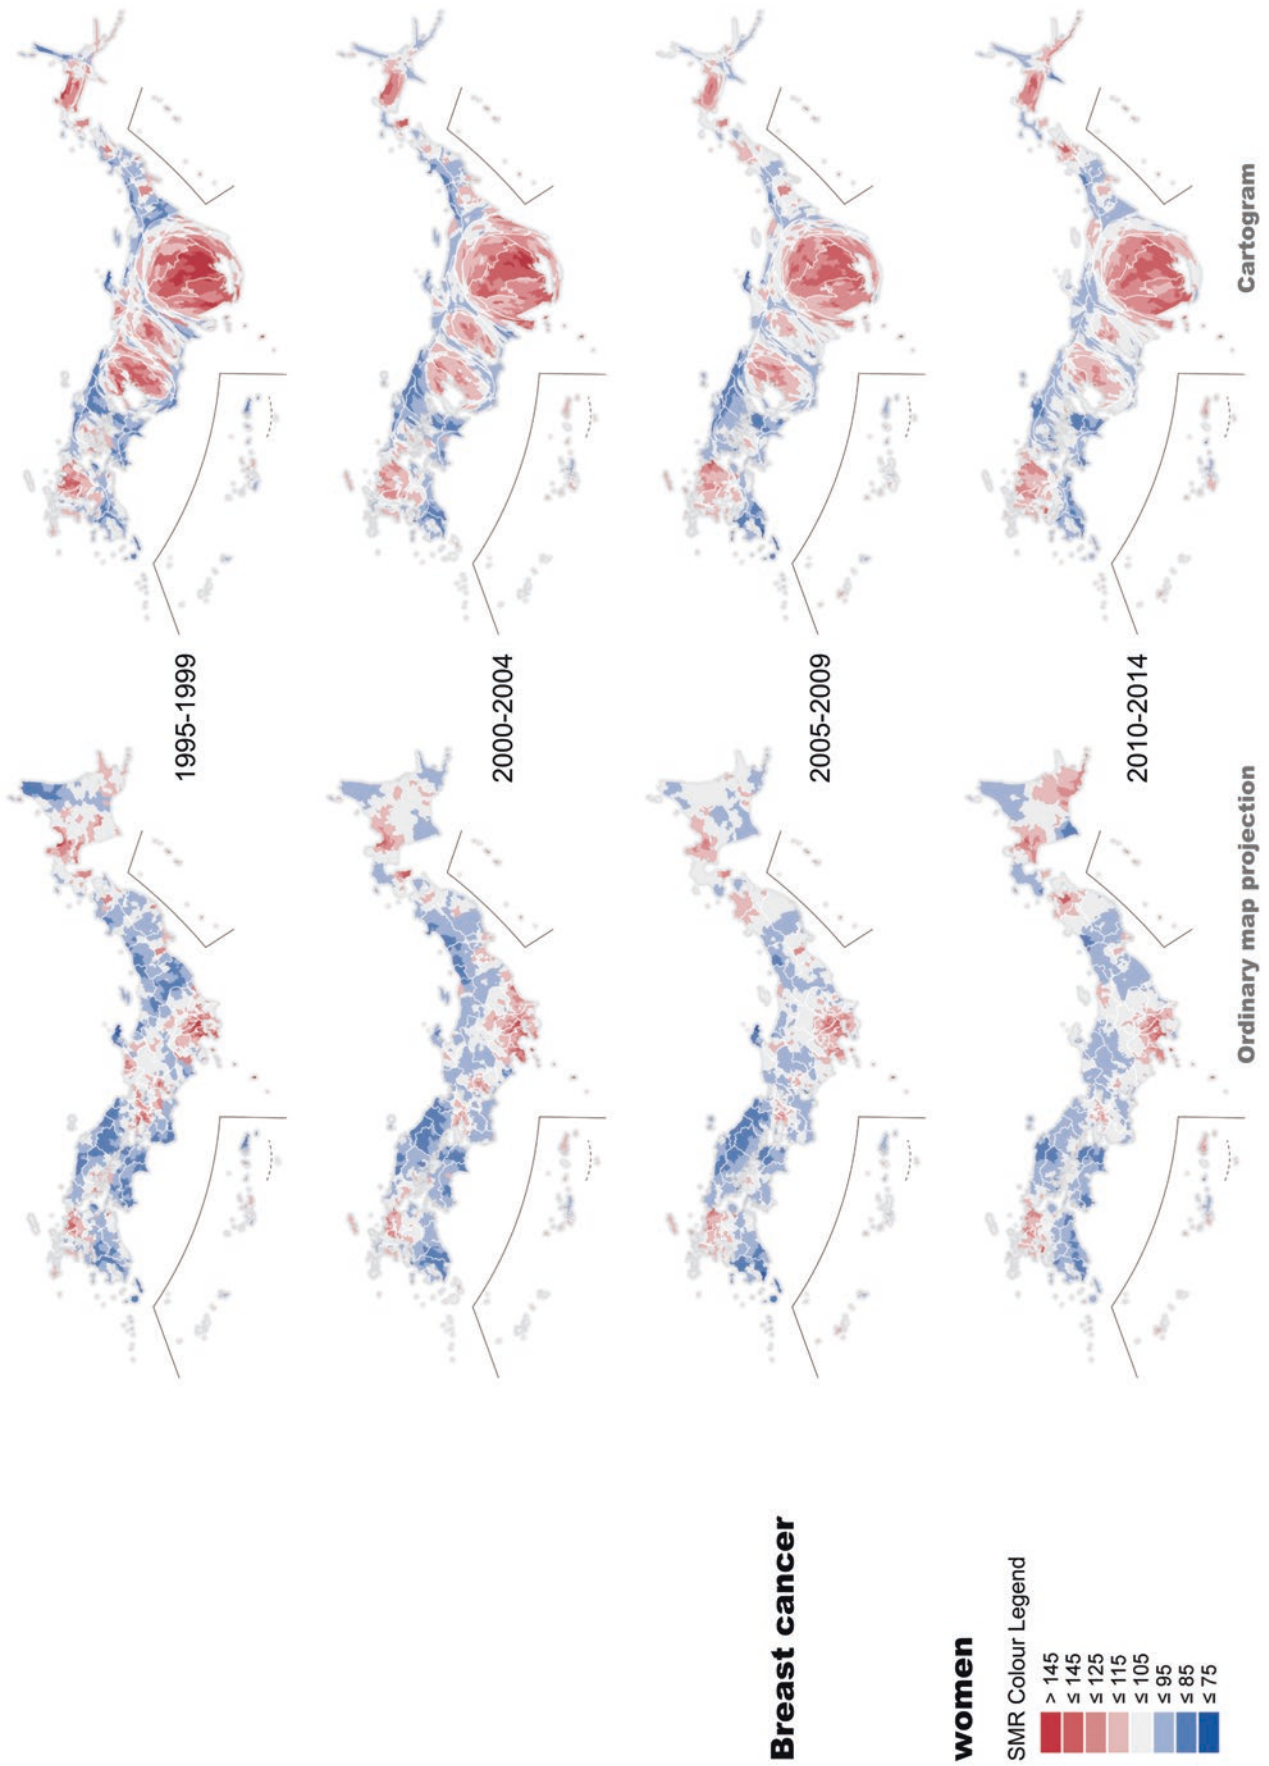 Breast cancer
women
SMR Colour Legend
> 145
≤ 145
≤ 125
≤ 115
≤ 105
≤ 95
≤ 85
≤ 75
1995-1999
2000-2004
2005-2009
2010-2014
Ordinary map projection
Cartogram